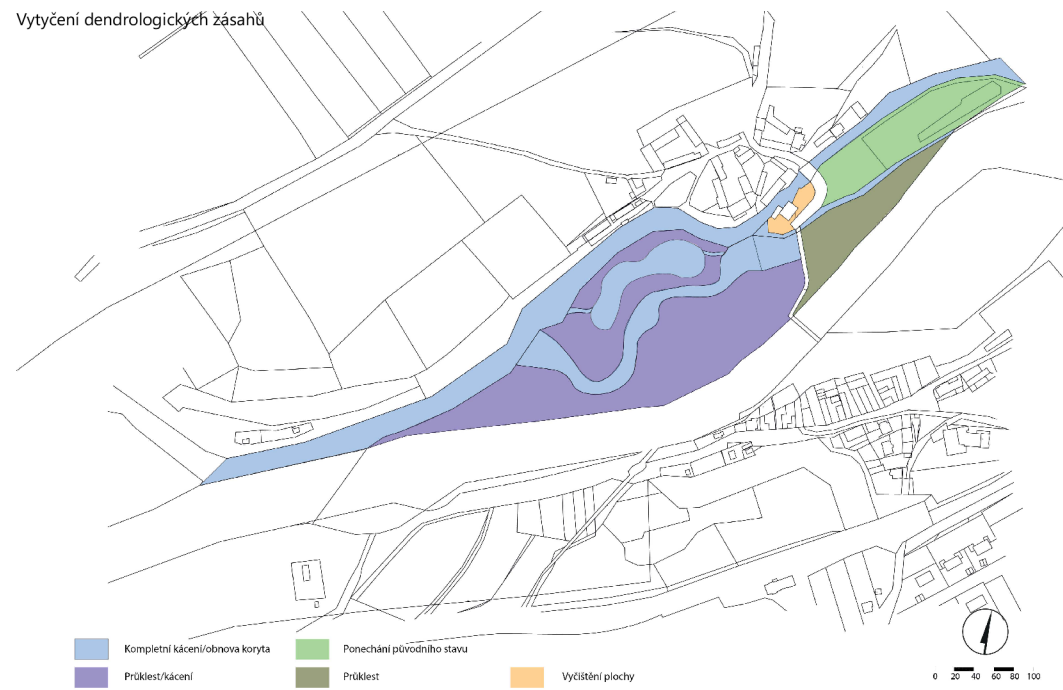 Vytyčení dendrologických zásahů
Kompletní kácení/obnova koryta
Ponechání původního stavu
Průklest/kácení
Průklest
Vyčištění plochy
0 20 40 60 80 100